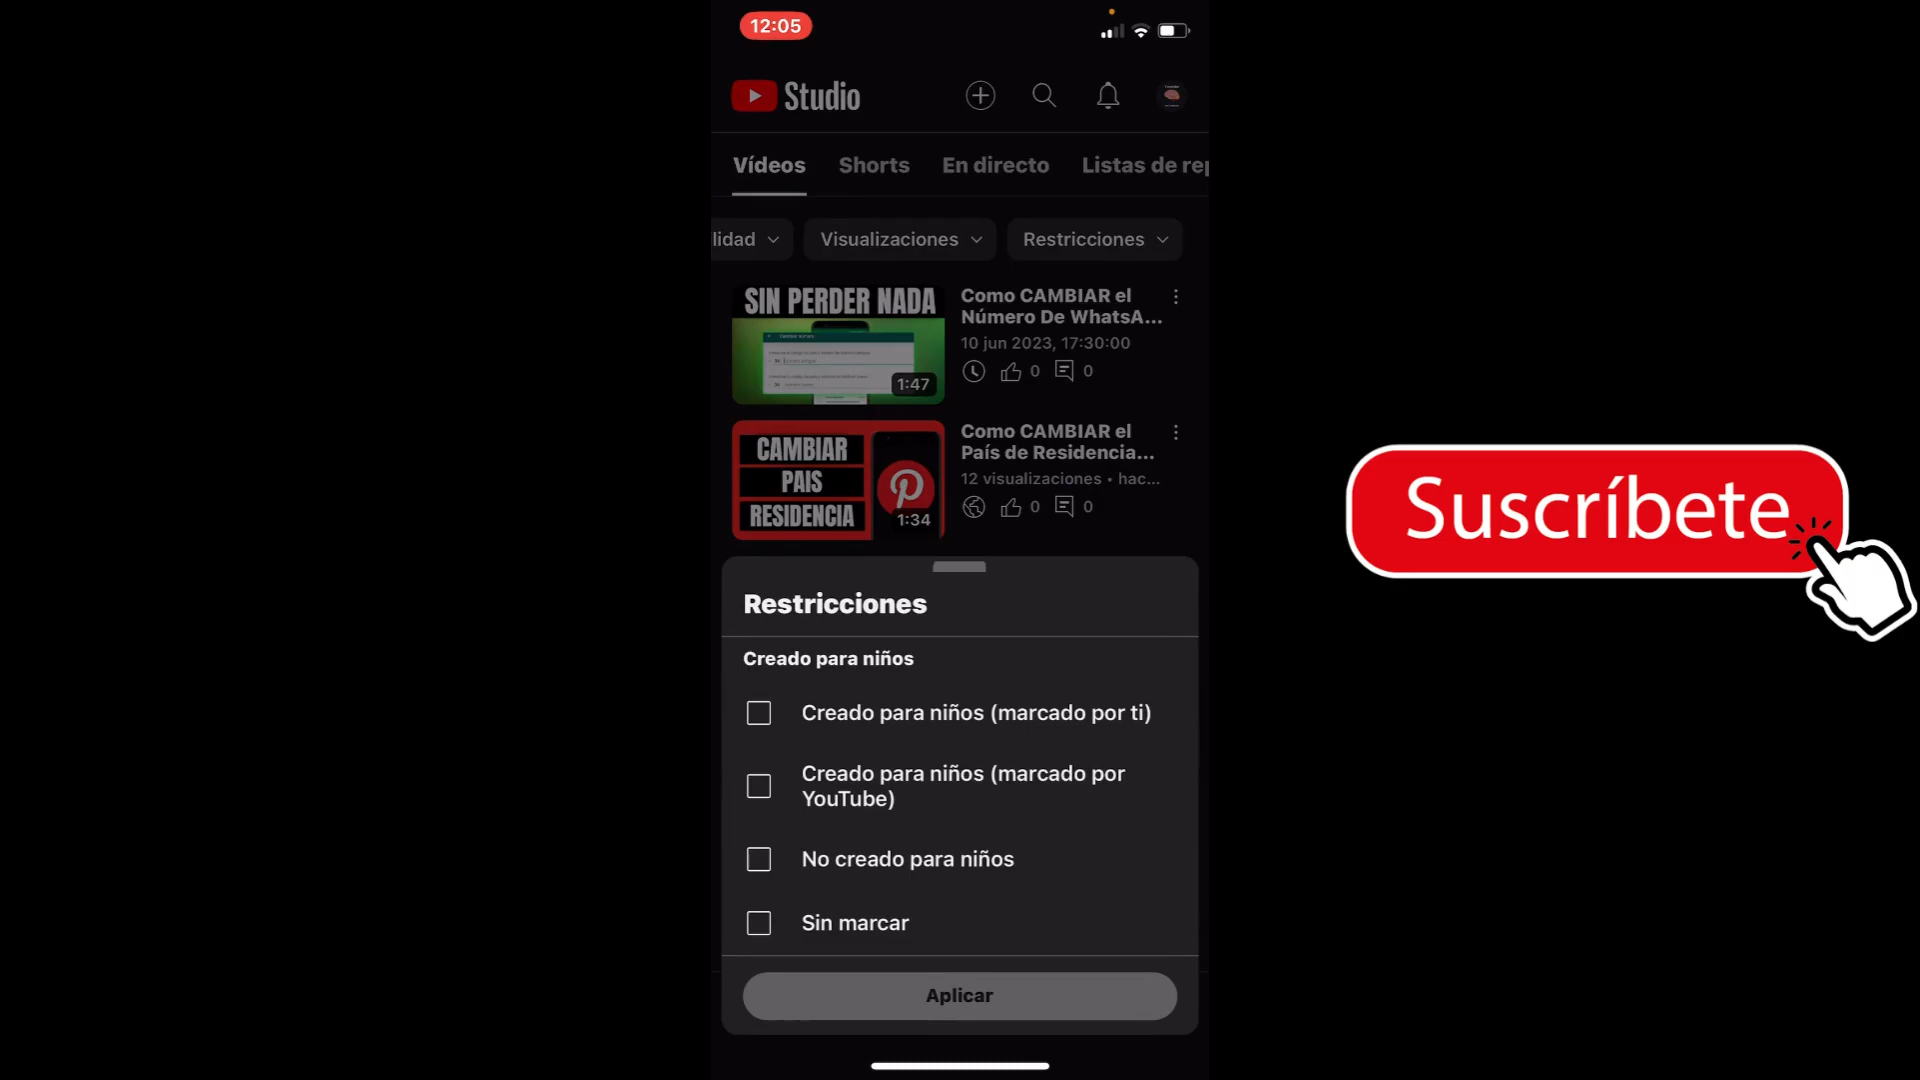 12:05
Studio
Vídeos Shorts En directo Listas de rep
lidad Visualizaciones Restricciones
SIN PERDER NADA
1:47
Como CAMBIAR el
Número De WhatsA...
10 jun 2023, 17:30:00
0 0
CAMBIAR
PAIS
RESIDENCIA
1:34
Como CAMBIAR el
País de Residencia...
12 visualizaciones • hac...
0 0
Restricciones
Creado para niños
Creado para niños (marcado por ti)
Creado para niños (marcado por
YouTube)
No creado para niños
Sin marcar
Aplicar
Suscríbete